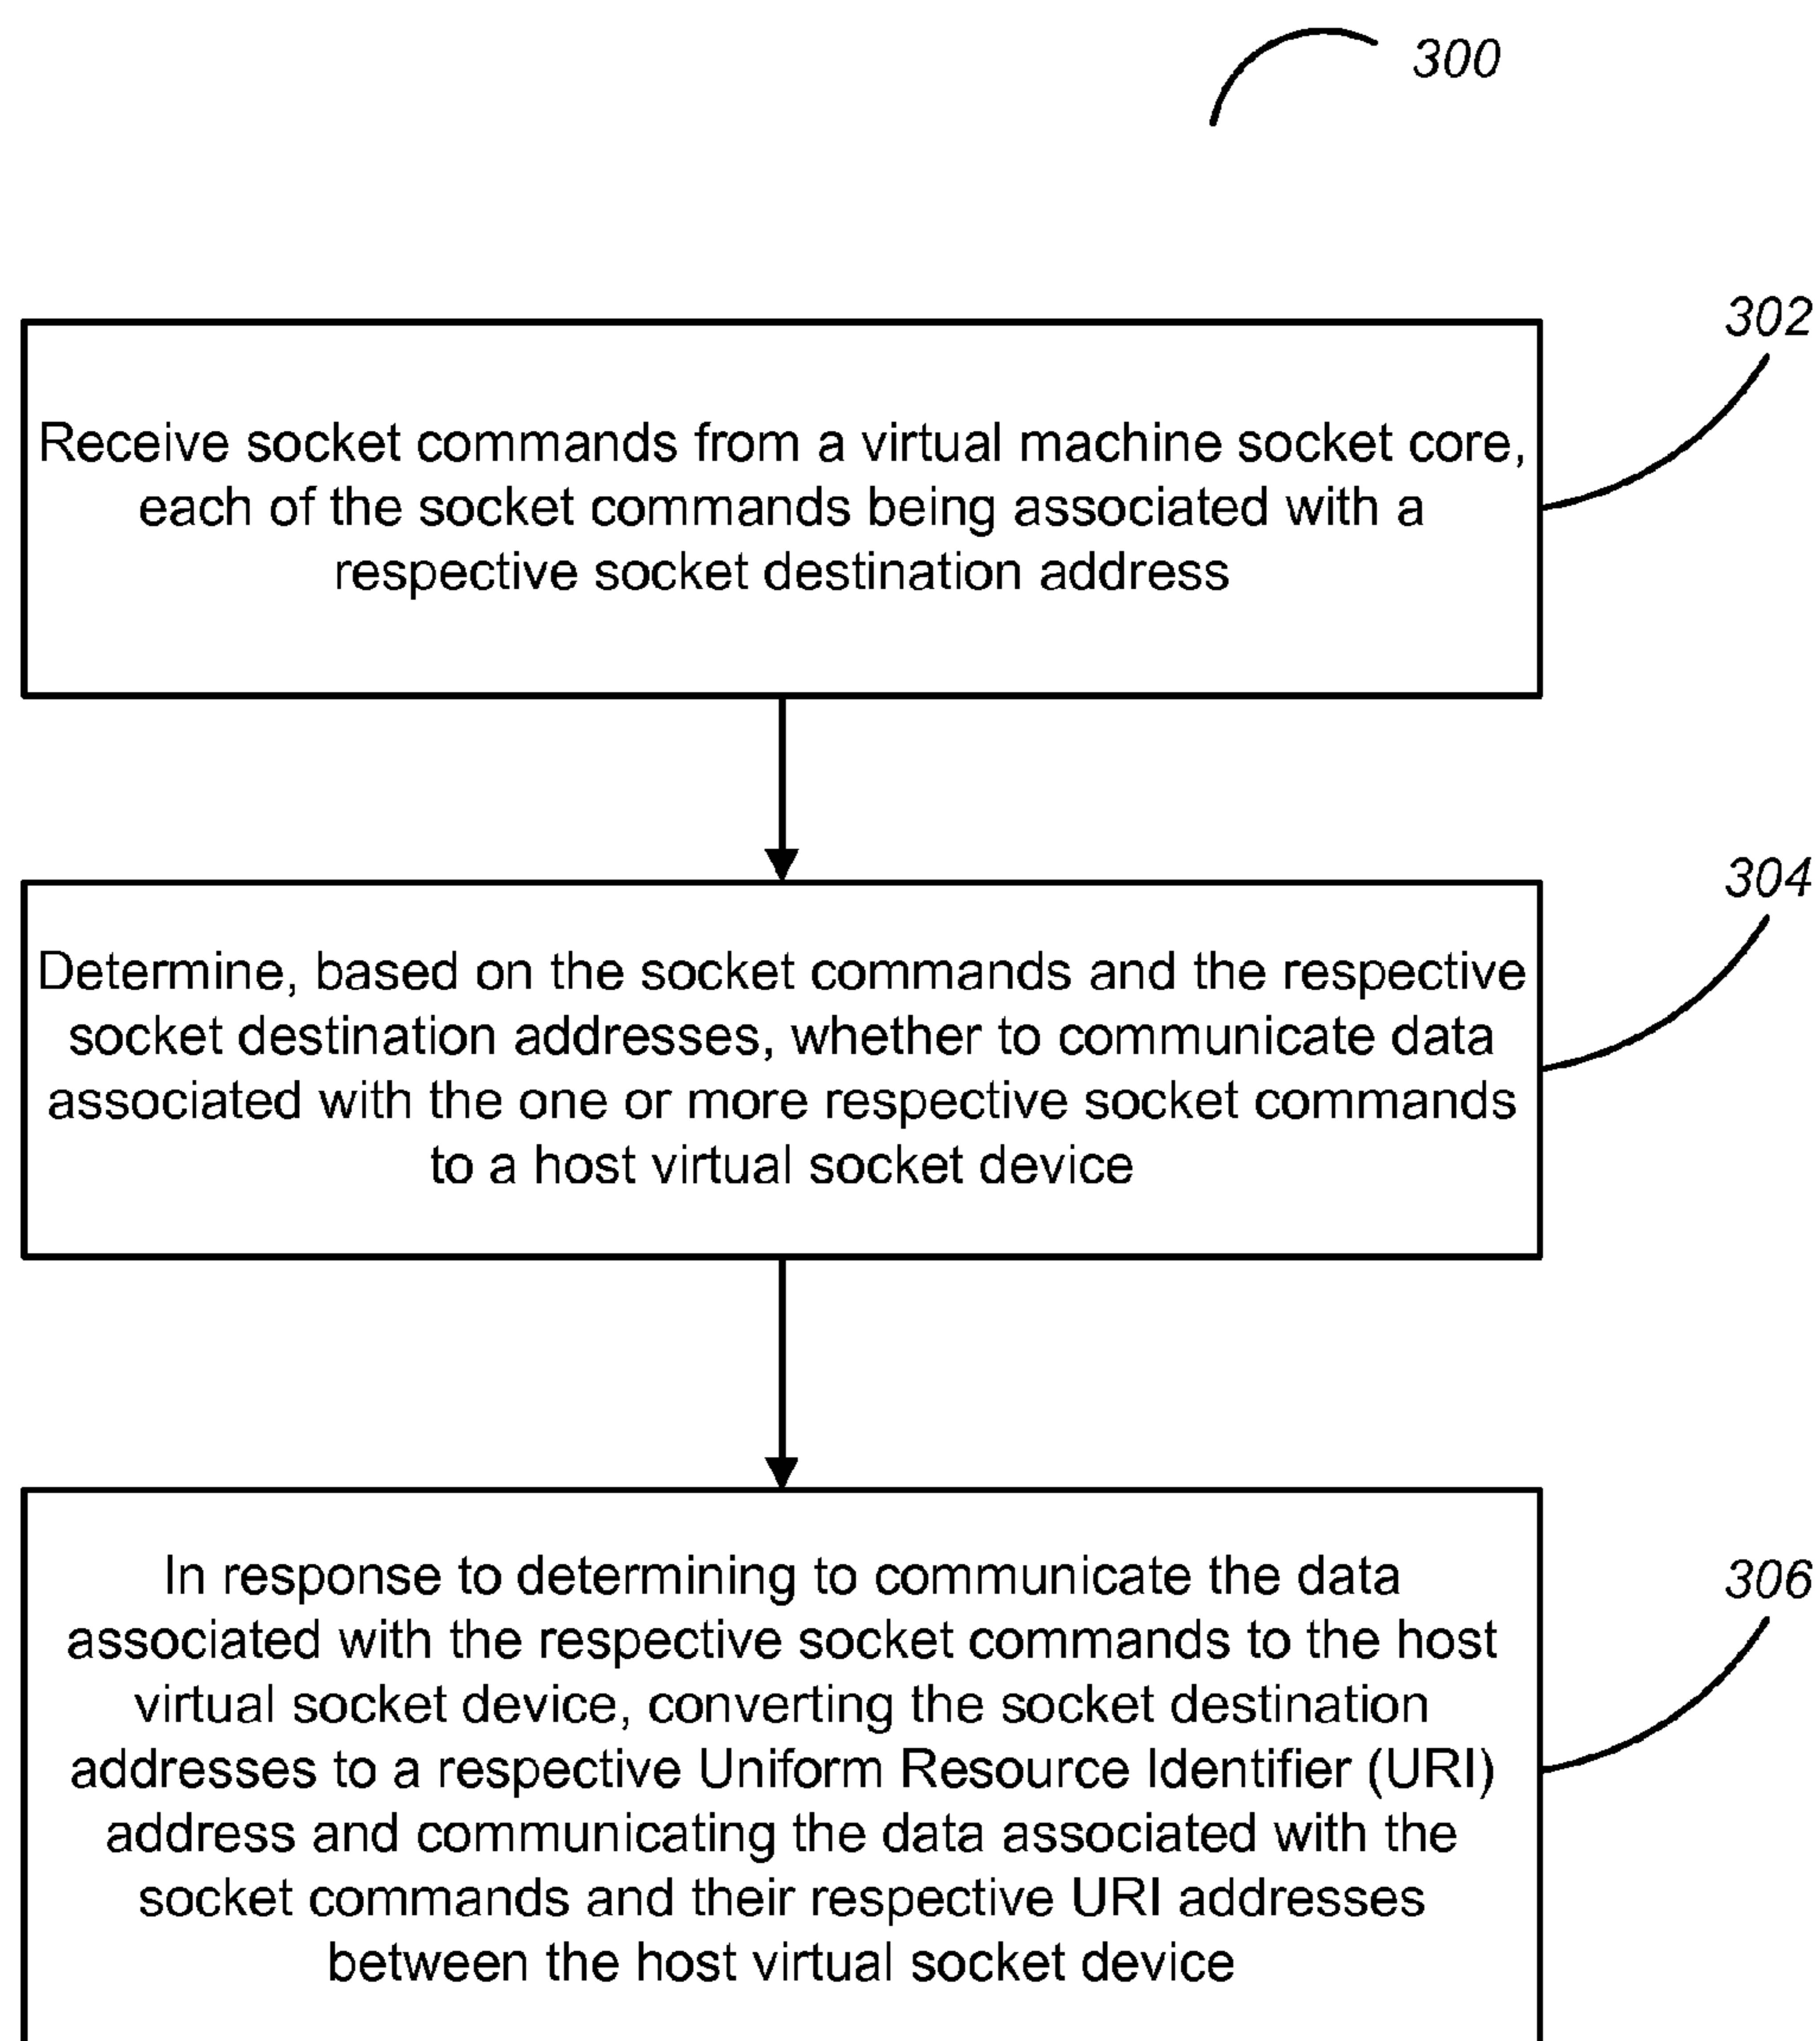 300
302
Receive socket commands from a virtual machine socket core,
each of the socket commands being associated with a
respective socket destination address
304
Determine, based on the socket commands and the respective
socket destination addresses, whether to communicate data
associated with the one or more respective socket commands
to a host virtual socket device
306
In response to determining to communicate the data
associated with the respective socket commands to the host
virtual socket device, converting the socket destination
addresses to a respective Uniform Resource Identifier (URI)
address and communicating the data associated with the
socket commands and their respective URI addresses
between the host virtual socket device